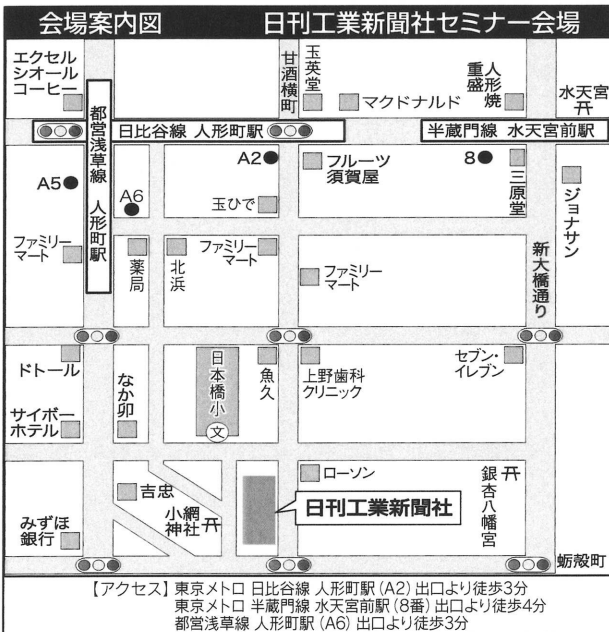 会場案内図　日刊工業新聞社セミナー会場
エクセル
シオール
コーヒー
甘酒横町
玉英堂
マクドナルド
重盛
人形焼
水天宮
都営浅草線 人形町駅
日比谷線 人形町駅
半蔵門線 水天宮前駅
A5
A6
A2
玉ひで
フルーツ
須賀屋
8
三原堂
ジョナサン
ファミリー
マート
薬局
北浜
ファミリー
マート
ファミリー
マート
新大橋通り
ドトール
なか卯
日本橋小
文
魚久
上野歯科
クリニック
セブン・
イレブン
サイボー
ホテル
吉忠
小網
神社
ローソン
日刊工業新聞社
銀杏八幡宮
みずほ
銀行
蛎殻町
【アクセス】東京メトロ 日比谷線 人形町駅(A2)出口より徒歩3分
東京メトロ 半蔵門線 水天宮前駅(8番)出口より徒歩4分
都営浅草線 人形町駅(A6)出口より徒歩3分